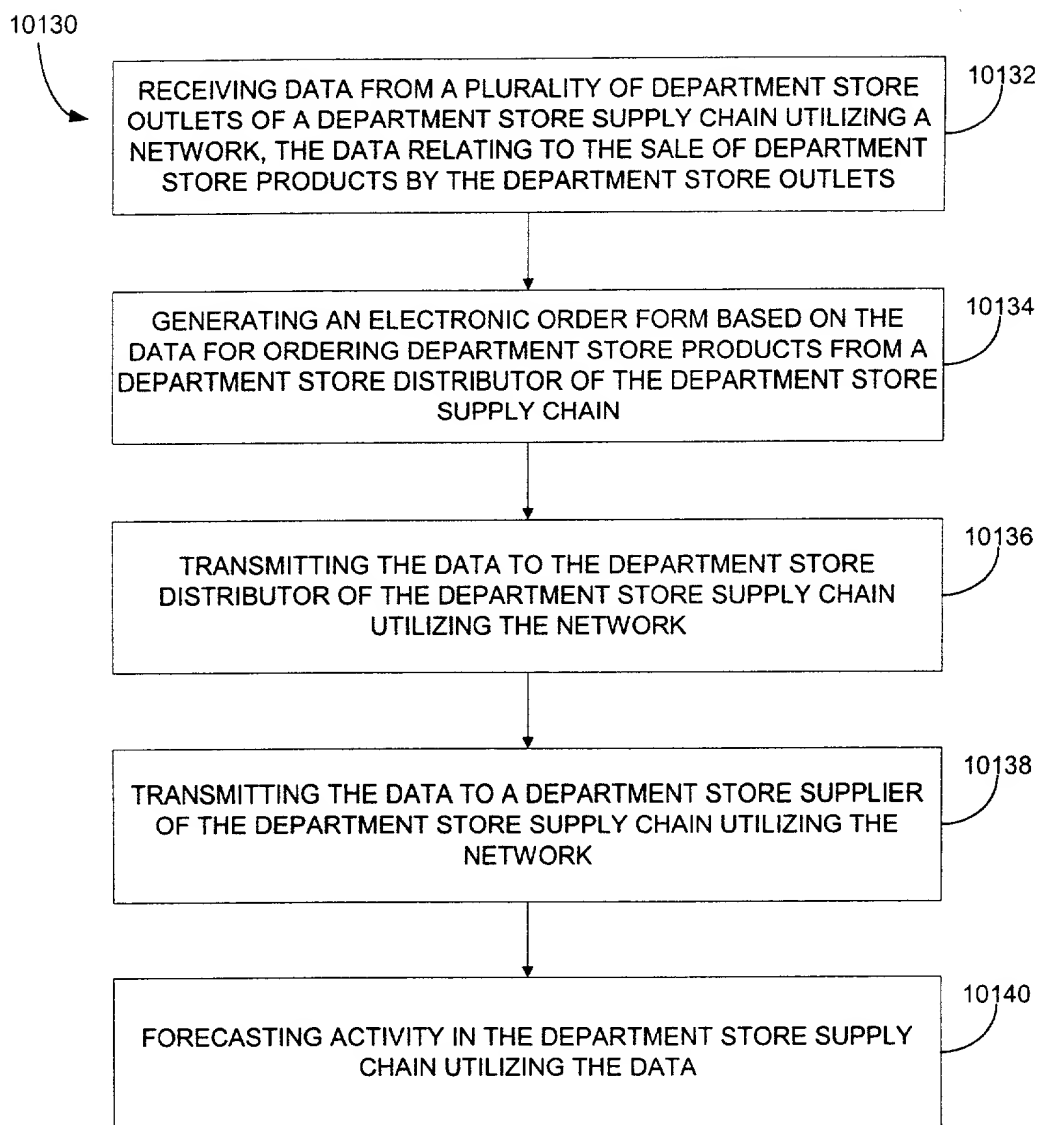 10130
10132
RECEIVING DATA FROM A PLURALITY OF DEPARTMENT STORE
OUTLETS OF A DEPARTMENT STORE SUPPLY CHAIN UTILIZING A
NETWORK, THE DATA RELATING TO THE SALE OF DEPARTMENT
STORE PRODUCTS BY THE DEPARTMENT STORE OUTLETS
10134
GENERATING AN ELECTRONIC ORDER FORM BASED ON THE
DATA FOR ORDERING DEPARTMENT STORE PRODUCTS FROM A
DEPARTMENT STORE DISTRIBUTOR OF THE DEPARTMENT STORE
SUPPLY CHAIN
10136
TRANSMITTING THE DATA TO THE DEPARTMENT STORE
DISTRIBUTOR OF THE DEPARTMENT STORE SUPPLY CHAIN
UTILIZING THE NETWORK
10138
TRANSMITTING THE DATA TO A DEPARTMENT STORE SUPPLIER
OF THE DEPARTMENT STORE SUPPLY CHAIN UTILIZING THE
NETWORK
10140
FORECASTING ACTIVITY IN THE DEPARTMENT STORE SUPPLY
CHAIN UTILIZING THE DATA